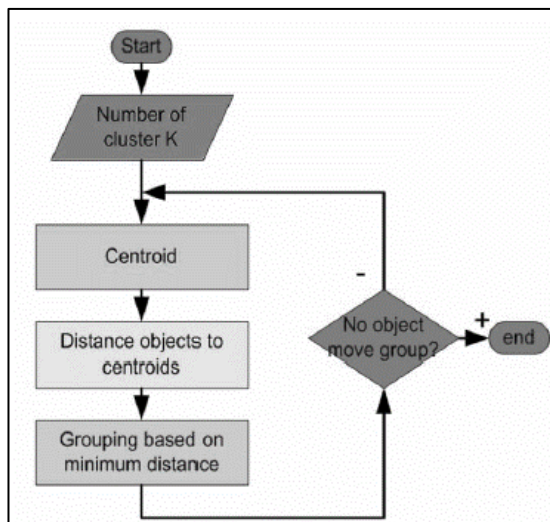 Start
Number of
cluster K
Centroid
Distance objects to
centroids
Grouping based on
minimum distance
-
No object
move group?
+
end